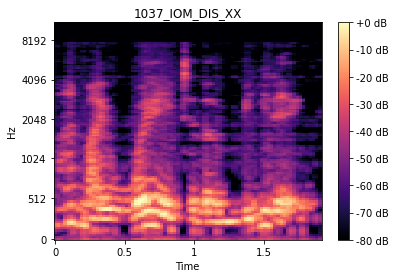 1037_IOM_DIS_XX
8192
4096
2048
1024
512
0
Hz
0
0.5
1
1.5
Time
+0 dB
-10 dB
-20 dB
-30 dB
-40 dB
-50 dB
-60 dB
-70 dB
-80 dB